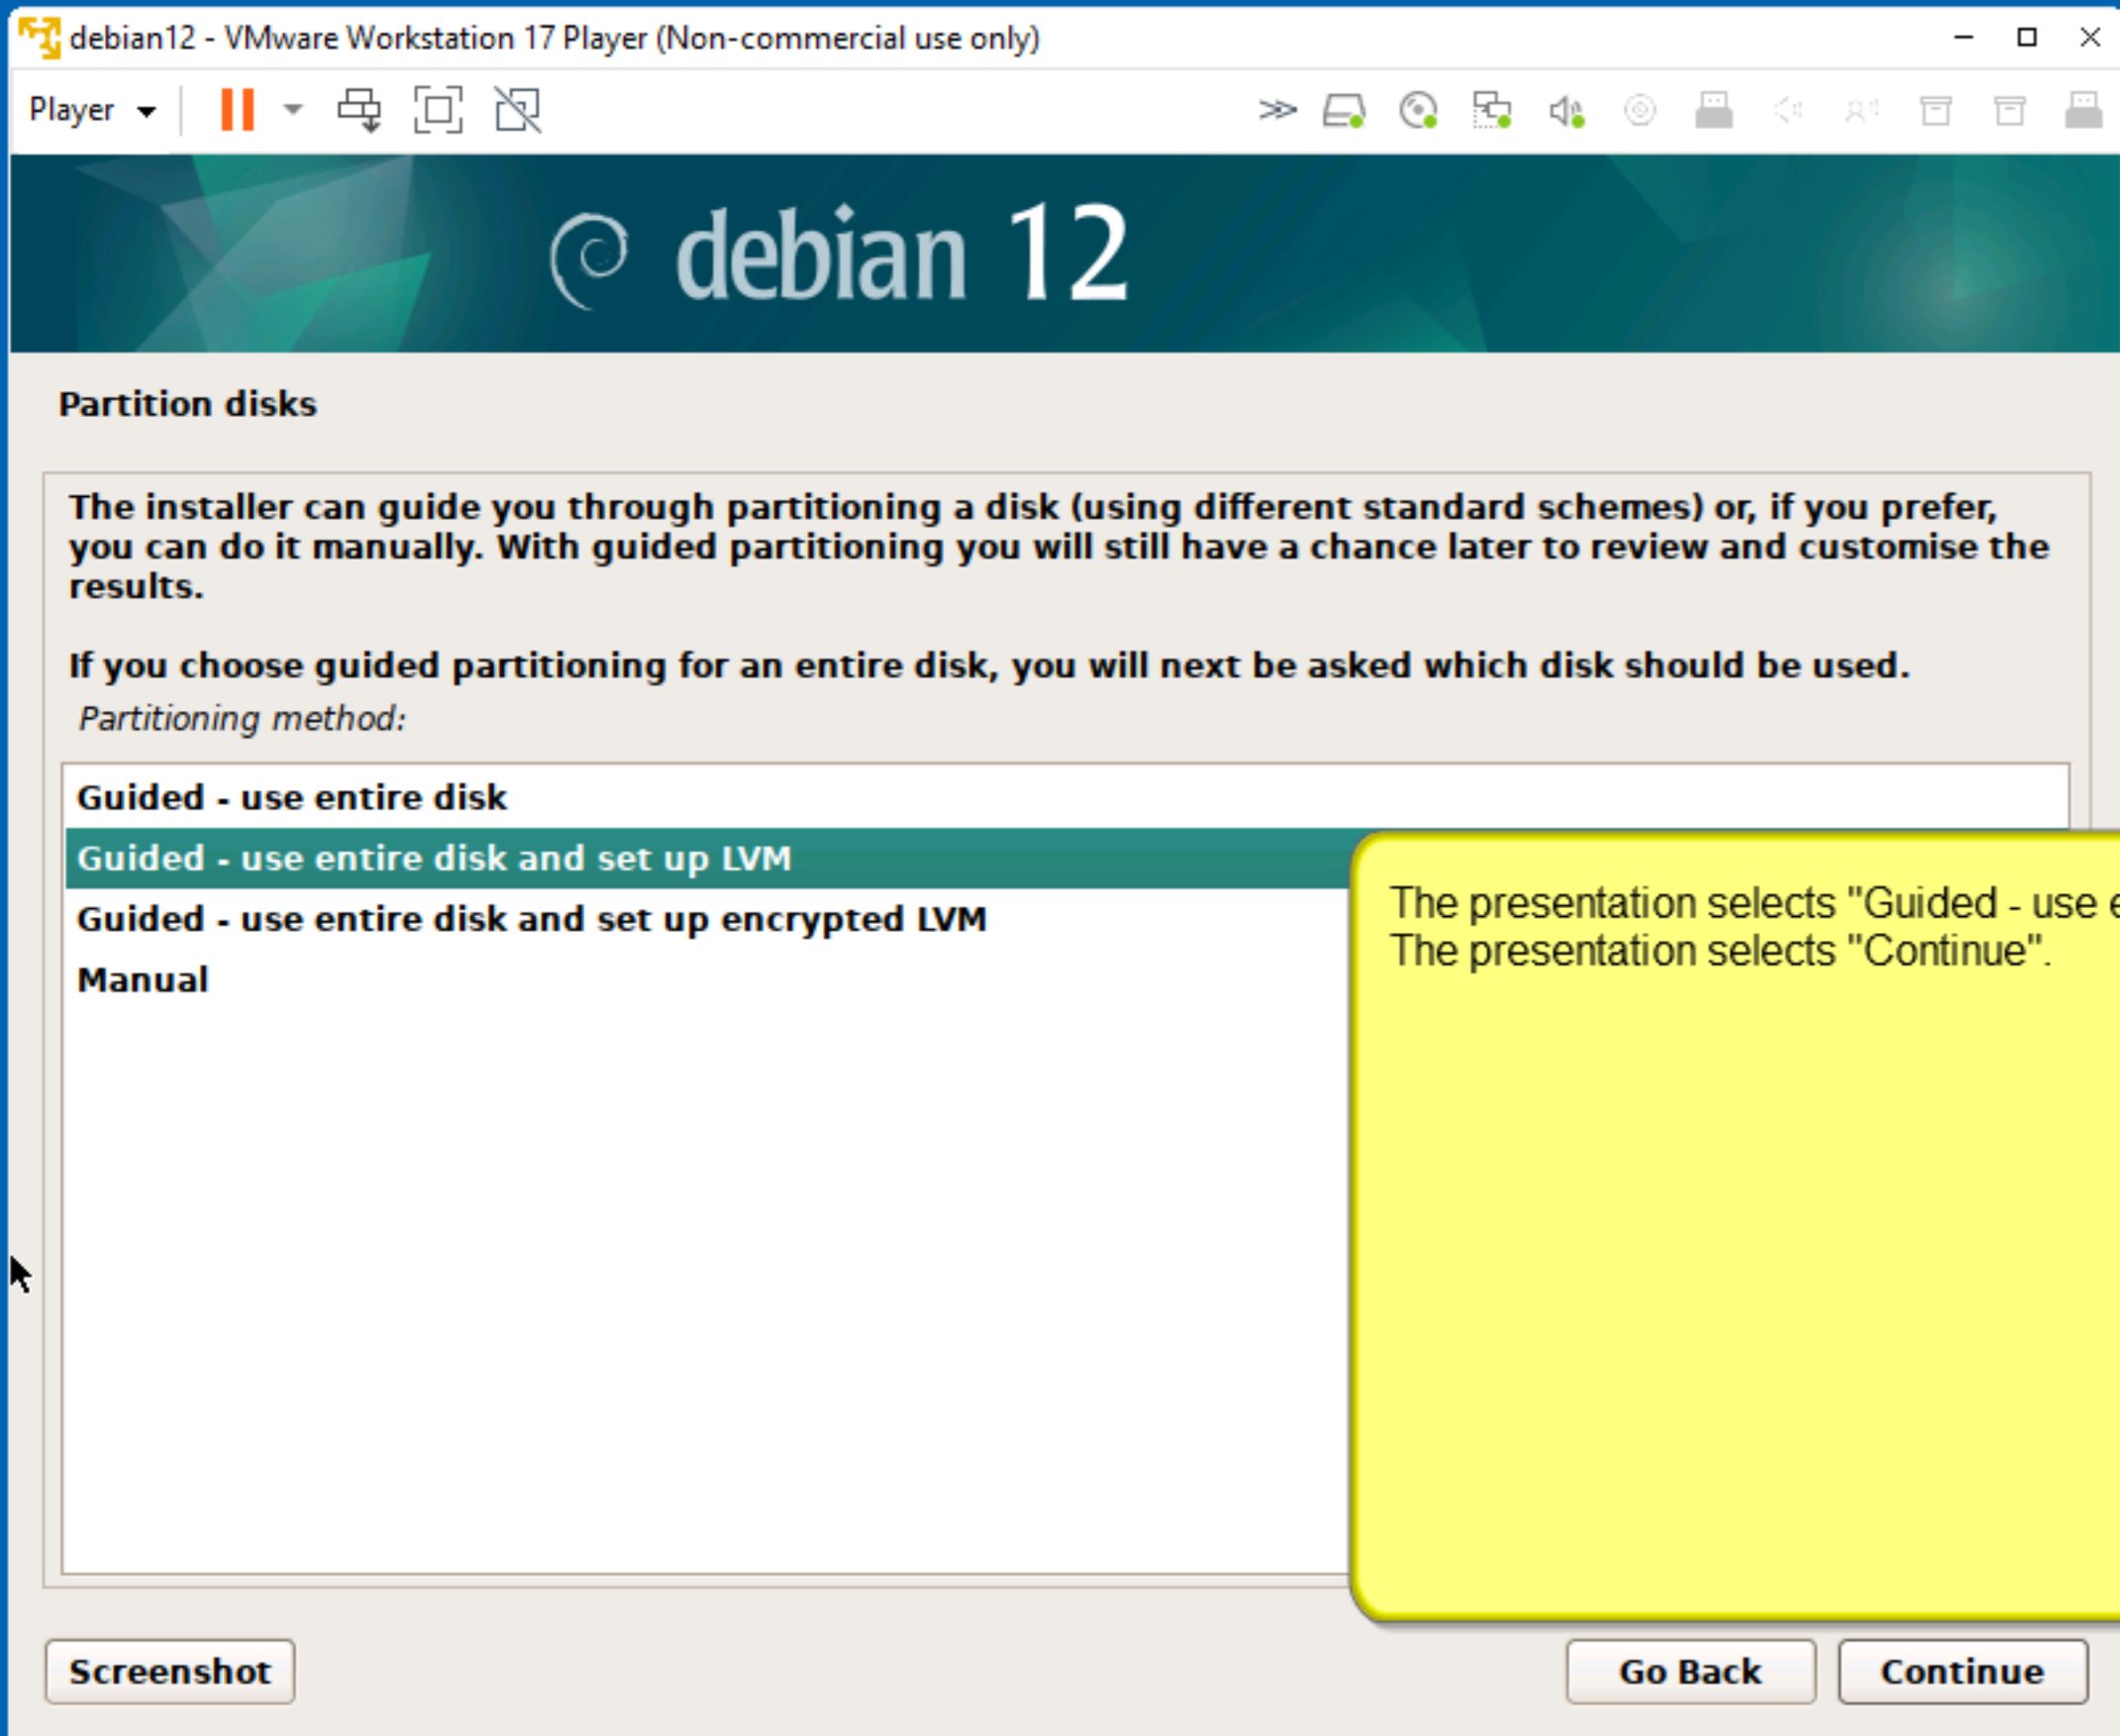 debian12 - VMware Workstation 17 Player (Non-commercial use only)
Player
debian 12
Partition disks
The installer can guide you through partitioning a disk (using different standard schemes) or, if you prefer,
you can do it manually. With guided partitioning you will still have a chance later to review and customise the
results.
If you choose guided partitioning for an entire disk, you will next be asked which disk should be used.
Partitioning method:
Guided - use entire disk
Guided - use entire disk and set up LVM
Guided - use entire disk and set up encrypted LVM
Manual
The presentation selects "Guided - use
The presentation selects "Continue".
Screenshot
Go Back
Continue